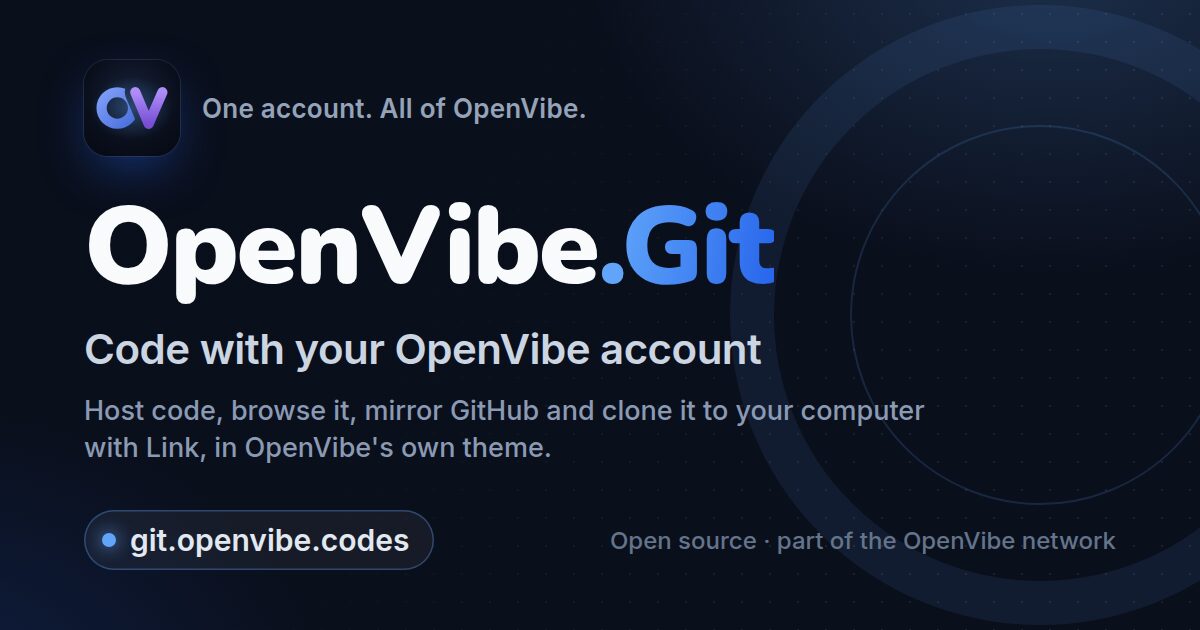 OV
One account. All of OpenVibe.
OpenVibe.Git
Code with your OpenVibe account
Host code, browse it, mirror GitHub and clone it to your computer
with Link, in OpenVibe's own theme.
git.openvibe.codes
Open source · part of the OpenVibe network